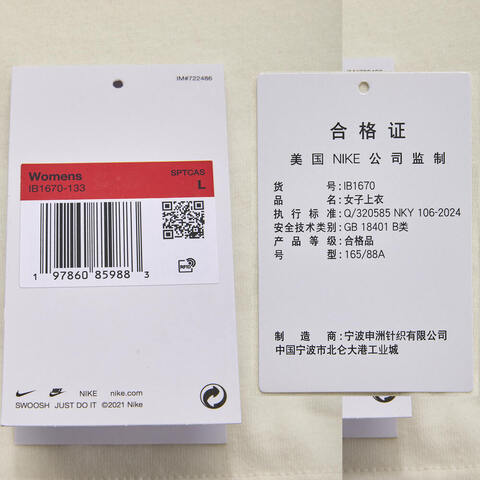 IM#722486
Womens
SPTCAS
IB1670-133
L
1 97860 85988 3
RFID
NIKE nike.com
SWOOSH JUST DO IT ©2021 Nike
合格证
美国 NIKE 公司监制
货号:IB1670
品名:女子上衣
执行标准:Q/320585 NKY 106-2024
安全技术类别:GB 18401 B类
产品等级:合格品
号型:165/88A
制造商:宁波申洲针织有限公司
中国宁波市北仑大港工业城